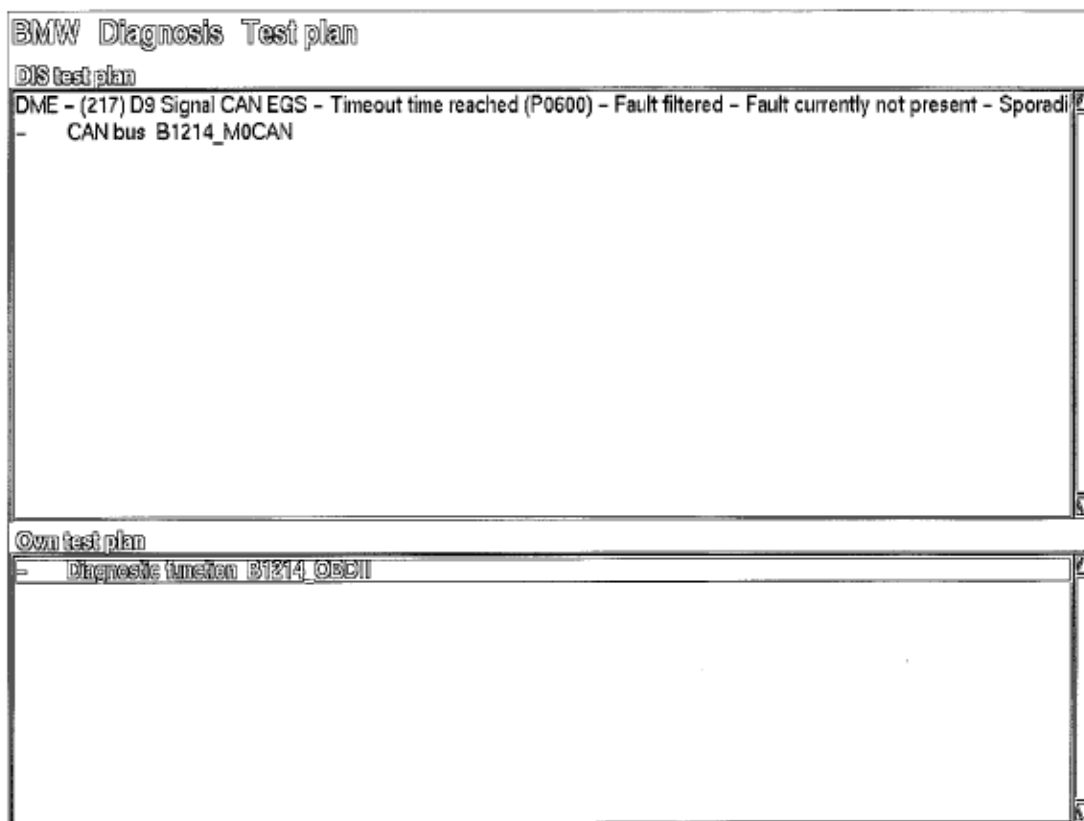 BMW Diagnosis Test plan
DIS test plan
DME – (217) D9 Signal CAN EGS – Timeout time reached (P0600) – Fault filtered – Fault currently not present – Sporadi
– CAN bus B1214_M0CAN
Own test plan
– Diagnostic function B1214_OBDII